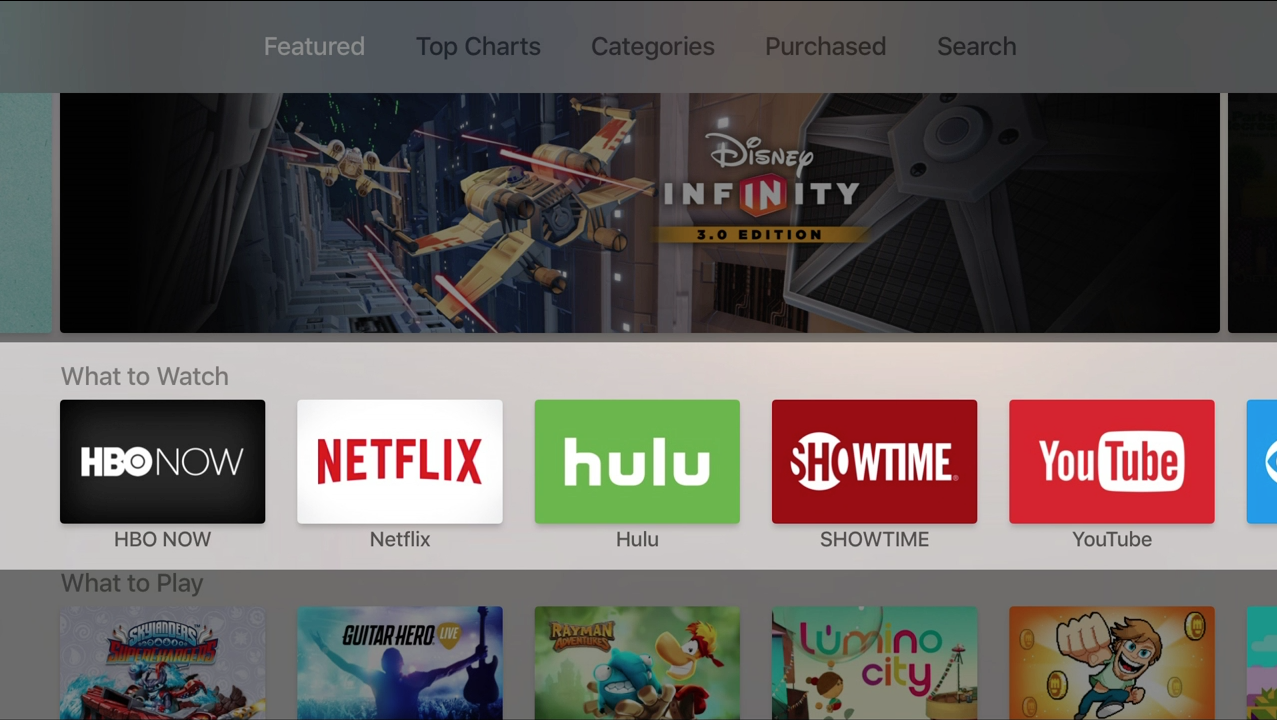 Featured
Top Charts
Categories
Purchased
Search
Disney
INFINITY
3.0 EDITION
What to Watch
HBO NOW
NETFLIX
hulu
SHOWTIME
YouTube
HBO NOW
Netflix
Hulu
SHOWTIME
YouTube
What to Play
SKYLANDERS
SUPERCHARGERS
GUITAR HERO LIVE
RAYMAN
ADVENTURES
LUMINO
city